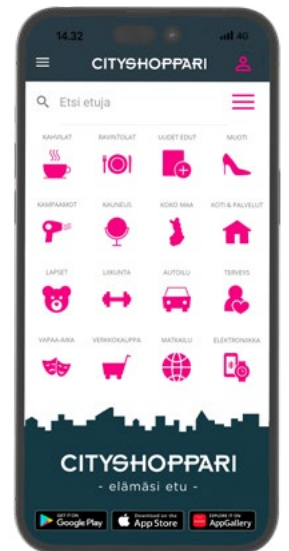 14.32 4G
CITYSHOPPARI
Etsi etuja
KAHVILAT RAVINTOLAT UUDET EDUT MUOTI
KAMPAAMOT KAUNEUS KOKO MAA KOTI & PALVELUT
LAPSET LIIKUNTA AUTOILU TERVEYS
VAPAA-AIKA VERKKOKAUPPA MATKAILU ELEKTRONIIKKA
CITYSHOPPARI
- elämäsi etu -
GET IT ON Download on the EXPLORE IT ON
Google Play App Store AppGallery